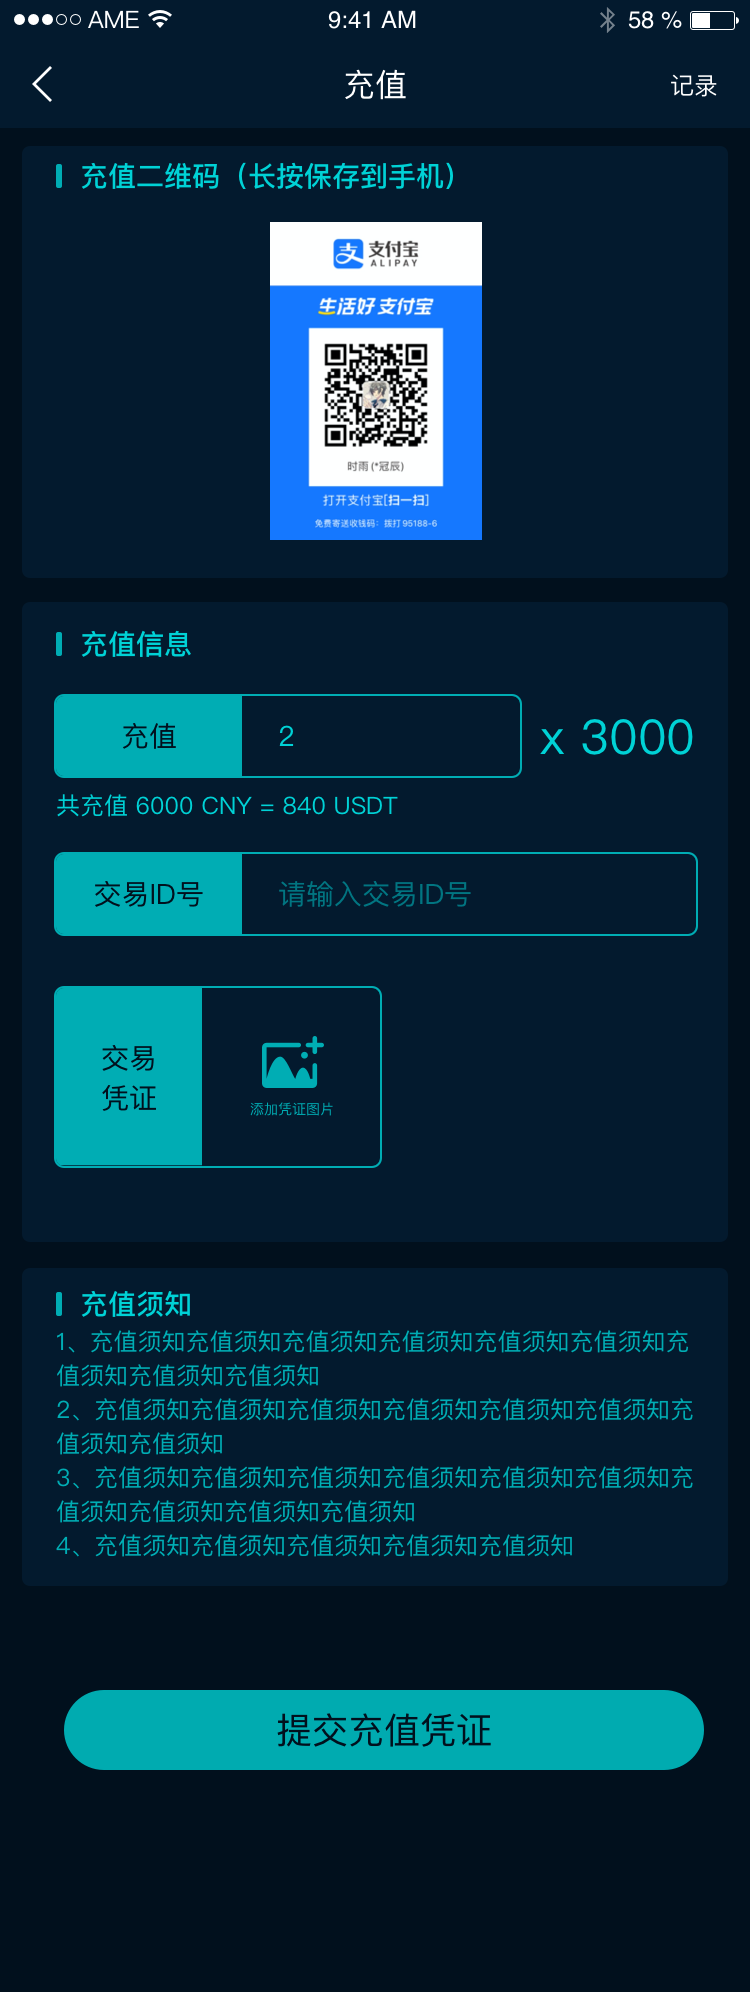 AME 9:41 AM 58 %
充值 记录
充值二维码（长按保存到手机）
支付宝
ALIPAY
生活好 支付宝
时雨 (*冠辰)
打开支付宝[扫一扫]
免费寄送收钱码：拨打95188-6
充值信息
充值 2 x 3000
共充值 6000 CNY = 840 USDT
交易ID号 请输入交易ID号
交易
凭证
添加凭证图片
充值须知
1、充值须知充值须知充值须知充值须知充值须知充值须知充
值须知充值须知充值须知
2、充值须知充值须知充值须知充值须知充值须知充值须知充
值须知充值须知
3、充值须知充值须知充值须知充值须知充值须知充值须知充
值须知充值须知充值须知充值须知
4、充值须知充值须知充值须知充值须知充值须知
提交充值凭证